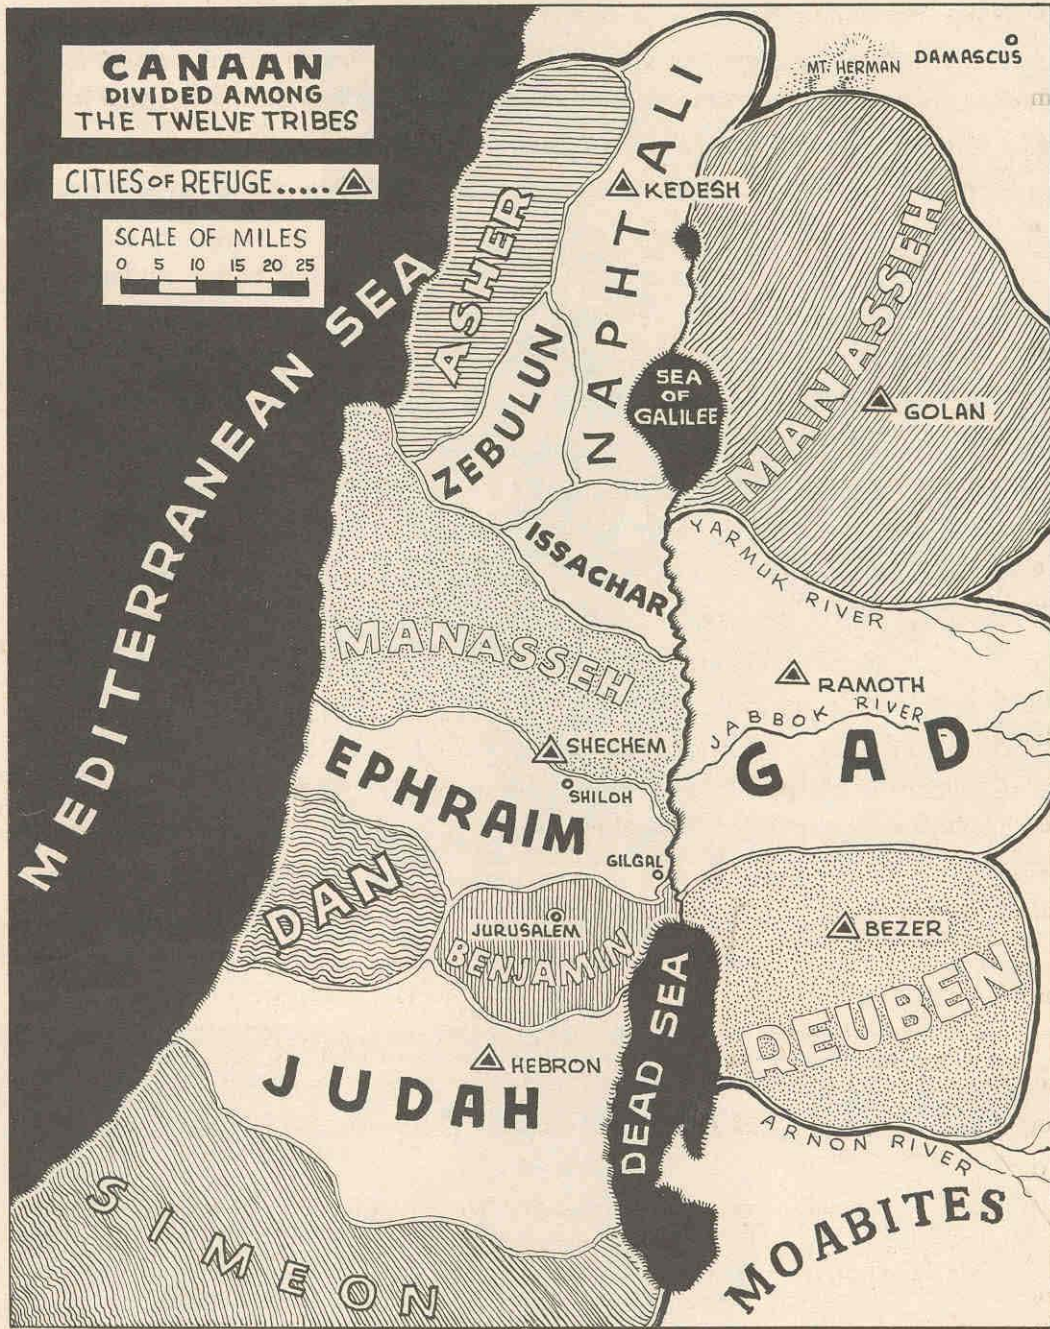 CANAAN
DIVIDED AMONG
THE TWELVE TRIBES
CITIES OF REFUGE.....
SCALE OF MILES
0 5 10 15 20 25
MEDITERRANEAN SEA
MT. HERMAN
DAMASCUS
NAPHTALI
KEDESH
ASHER
MANASSEH
ZEBULUN
SEA
OF
GALILEE
GOLAN
ISSACHAR
YARMUK RIVER
MANASSEH
RAMOTH
JABBOK RIVER
GAD
SHECHEM
EPHRAIM
SHILOH
GILGAL
DAN
JURUSALEM
BENJAMIN
BEZER
REUBEN
DEAD SEA
HEBRON
JUDAH
ARNON RIVER
MOABITES
SIMEON